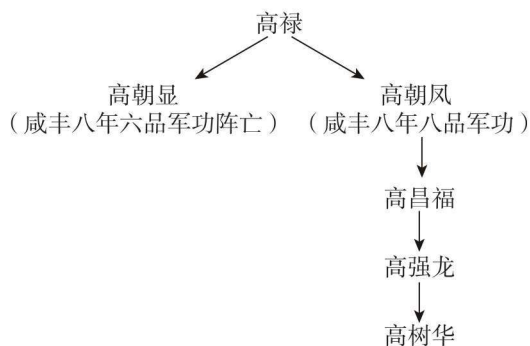 高禄
高朝显
（咸丰八年六品军功阵亡）
高朝凤
（咸丰八年八品军功）
高昌福
高强龙
高树华